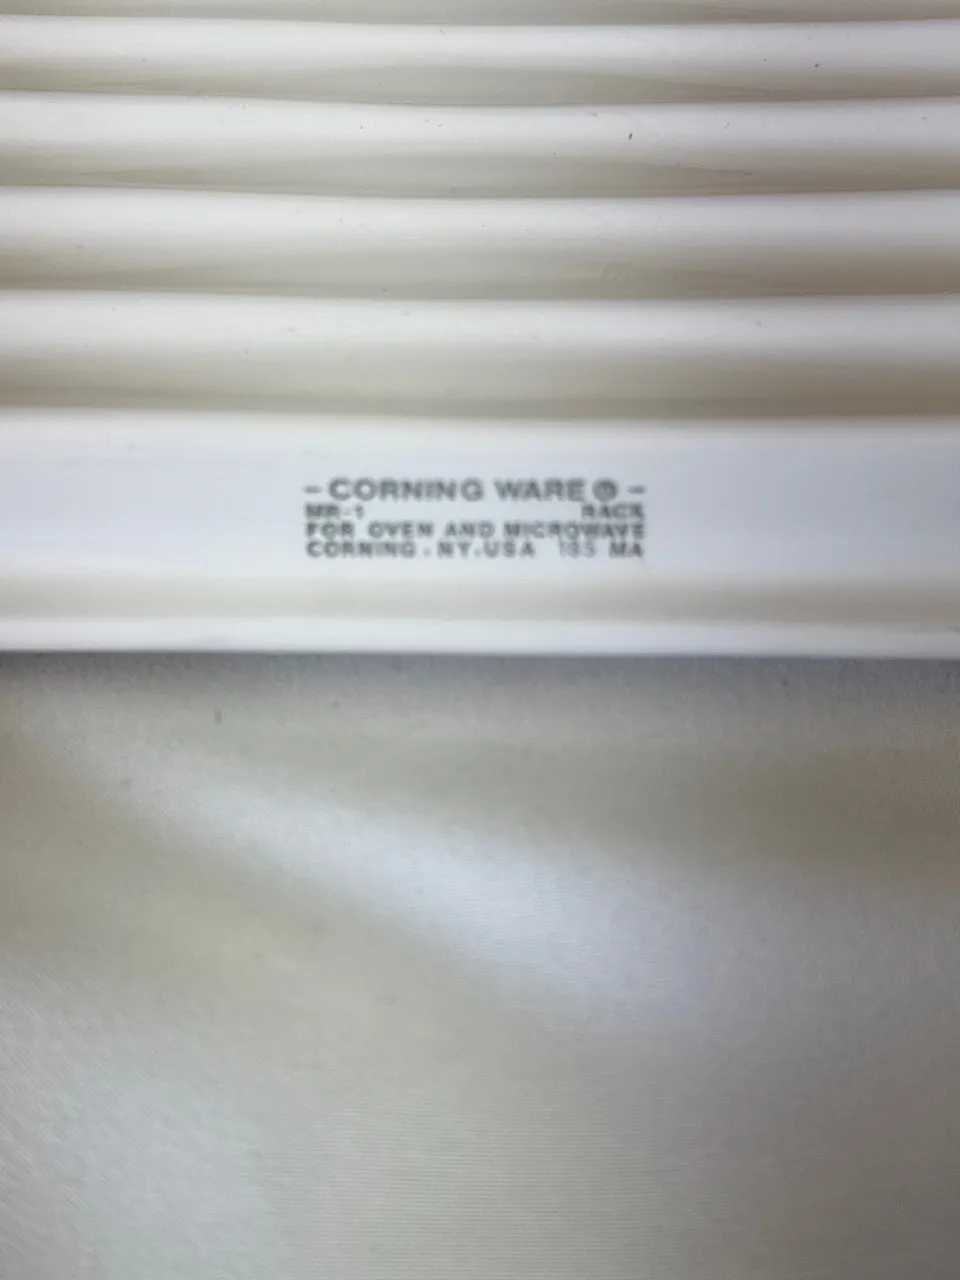 - CORNING WARE ® -
MR-1 RACK
FOR OVEN AND MICROWAVE
CORNING . NY . USA 185 MA